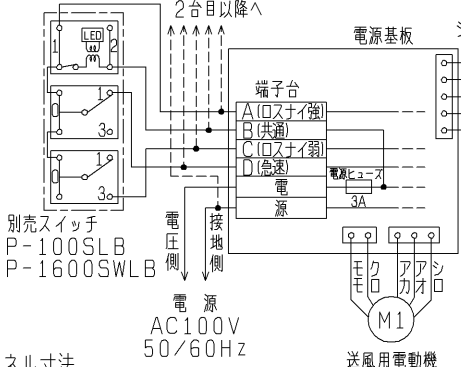 2台目以降へ
電源基板
LED
1
2
端子台
A(ロスナイ強)
B(共通)
C(ロスナイ弱)
D(急速)
電
源
電源ヒューズ
3A
1
3
1
3
別売スイッチ
P-100SLB
P-1600SWLB
電圧側
接地側
電源
AC100V
50/60Hz
モモ
クロ
アカ
アオ
シロ
M1
送風用電動機
ネル寸法